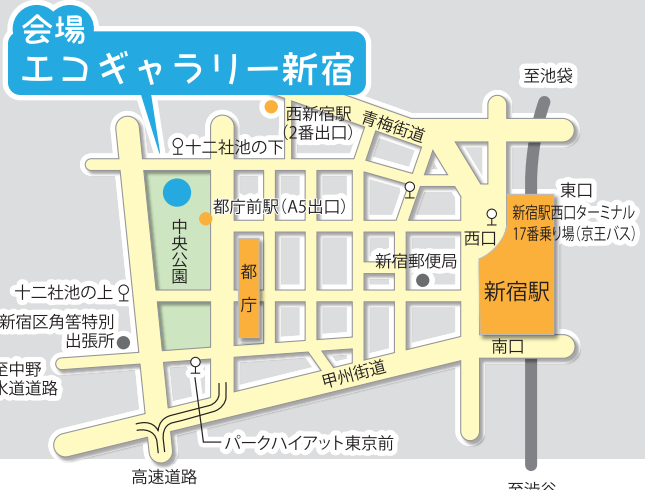 会場
エコギャラリー新宿
至池袋
西新宿駅
(2番出口)
青梅街道
十二社池の下
東口
都庁前駅(A5出口)
新宿駅西口ターミナル
17番乗り場(京王バス)
西口
中央公園
新宿郵便局
都庁
十二社池の上
新宿駅
新宿区角筈特別
出張所
南口
至中野
水道道路
甲州街道
パークハイアット東京前
高速道路
至渋谷